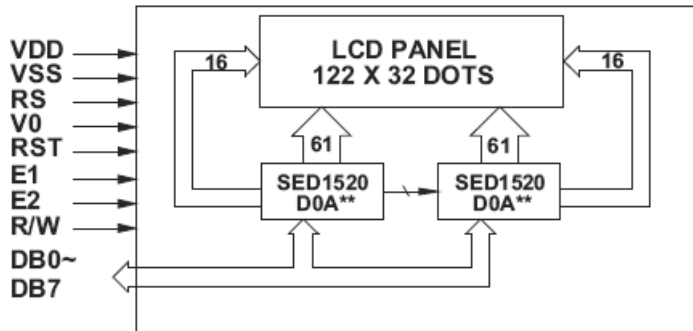 VDD
VSS
RS
V0
RST
E1
E2
R/W
DB0~
DB7
LCD PANEL
122 X 32 DOTS
16
16
61
61
SED1520
D0A**
SED1520
D0A**